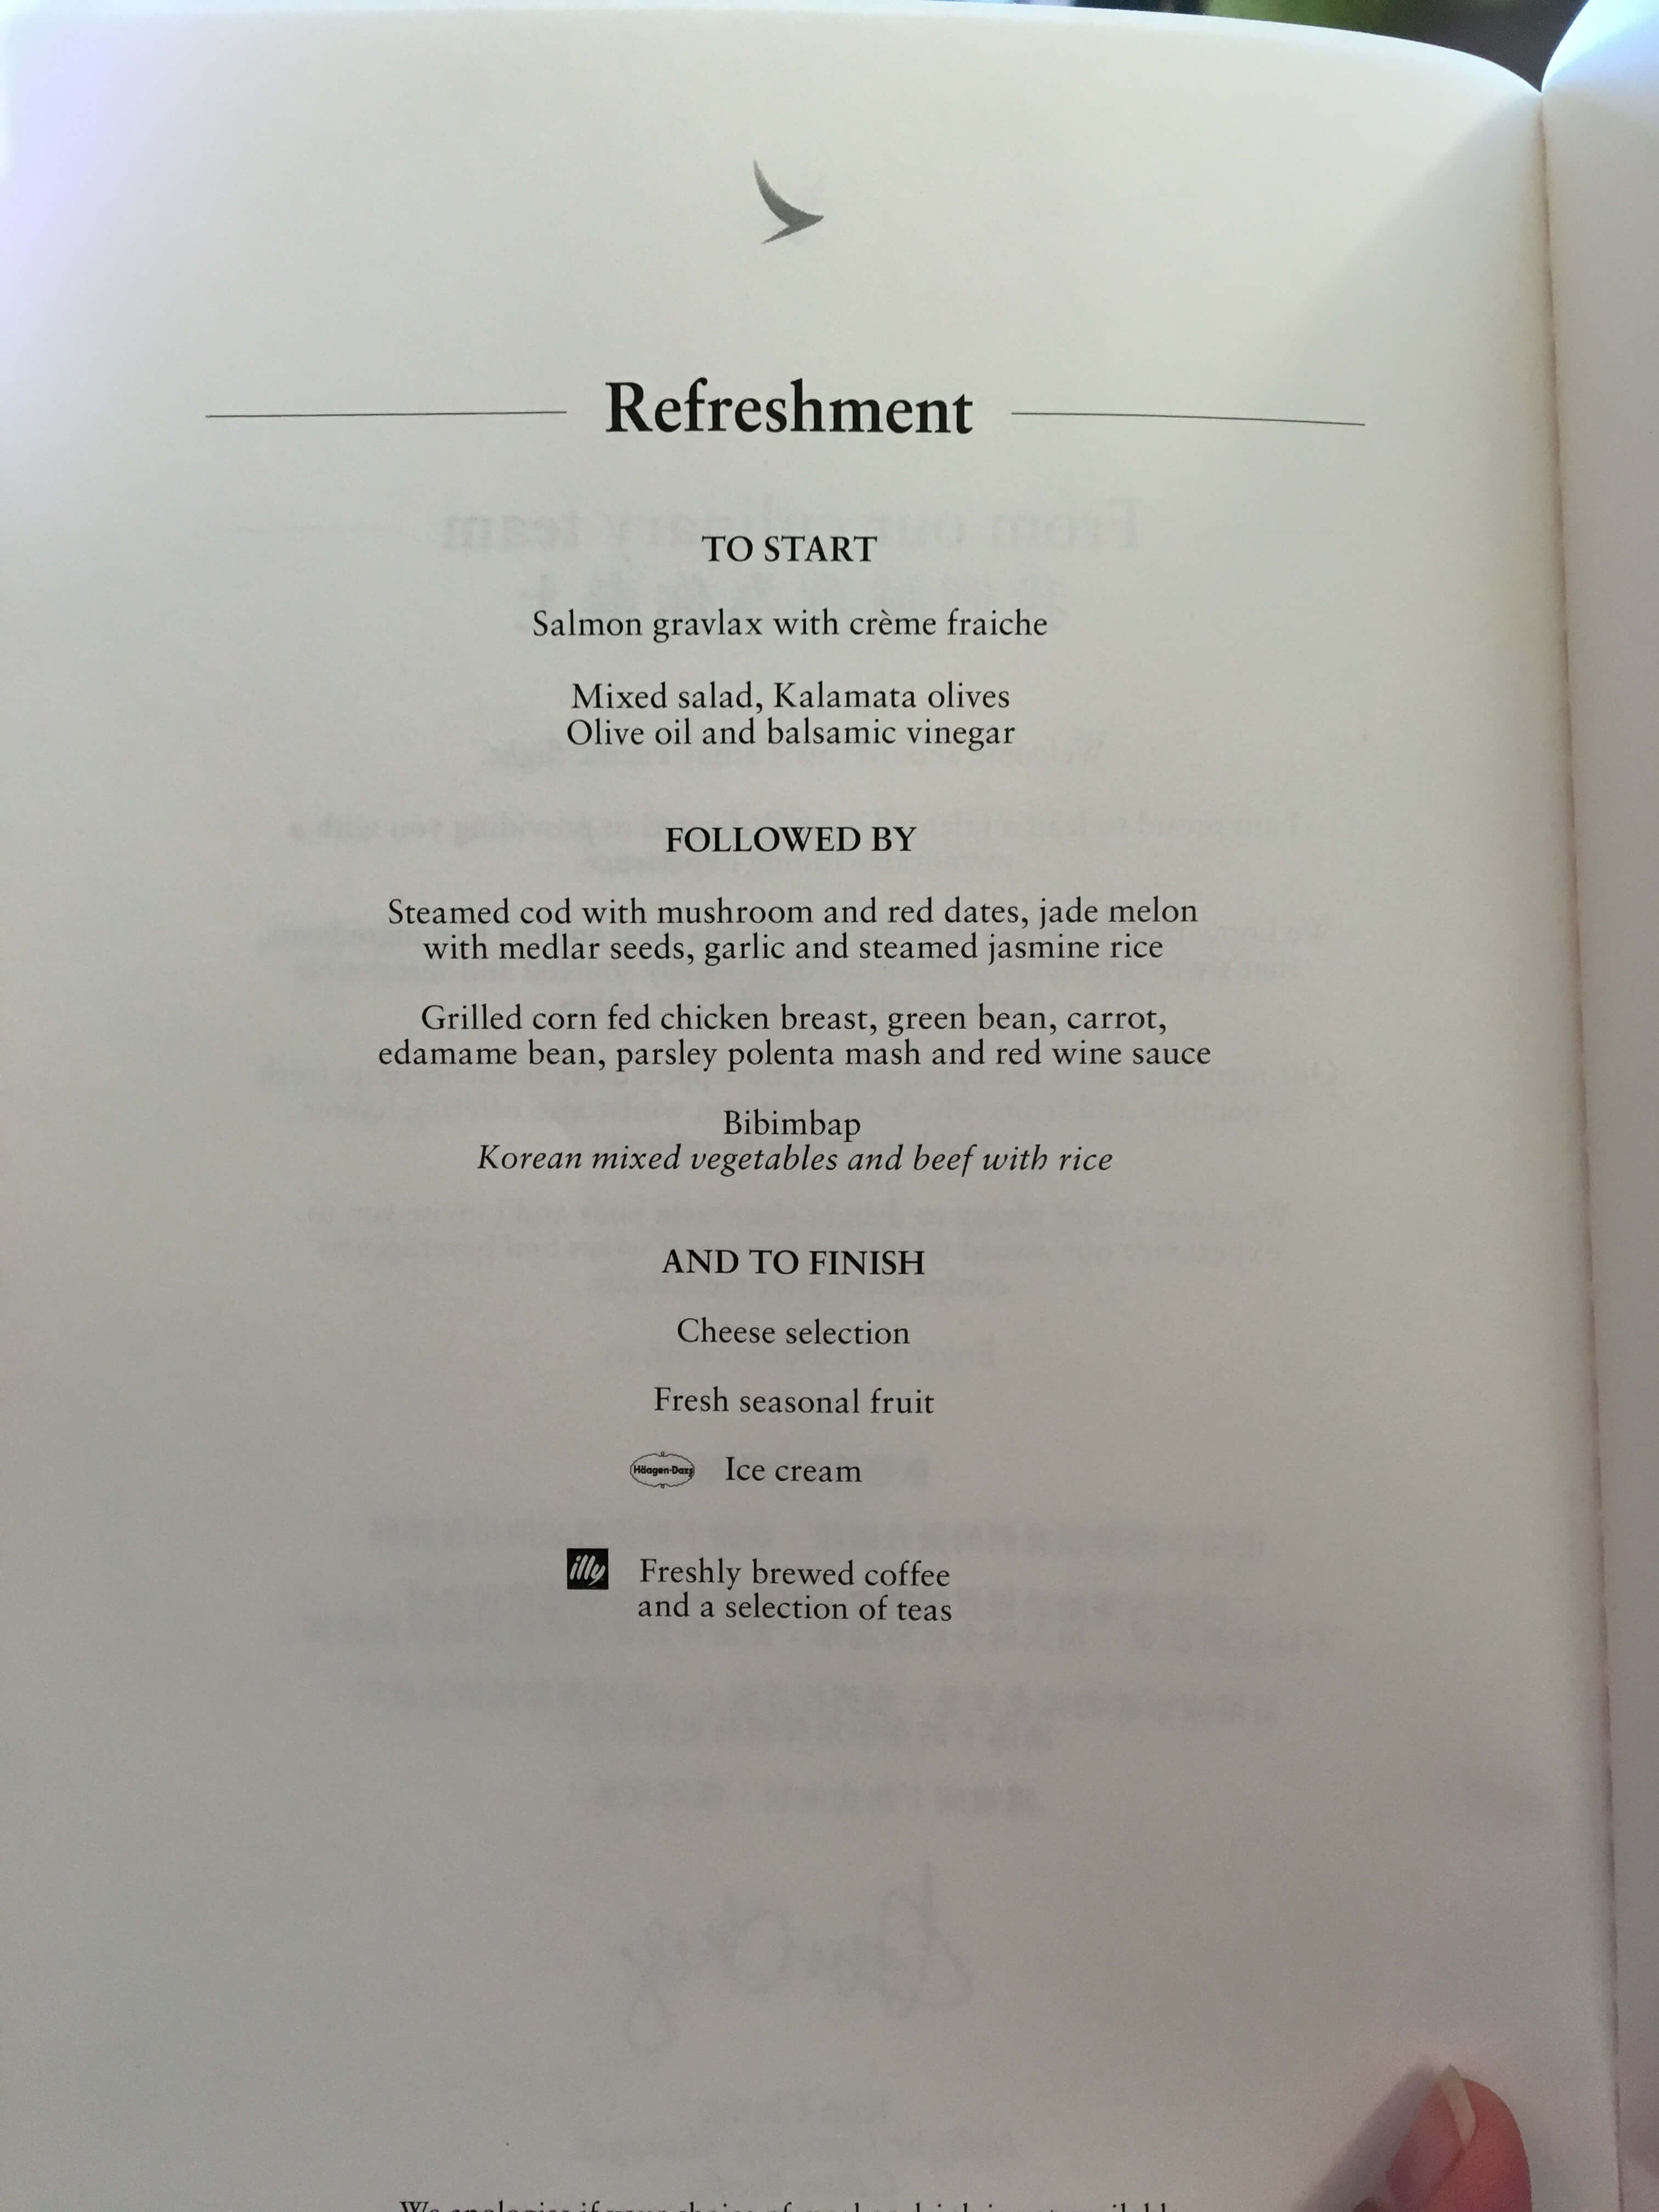 Refreshment
TO START
Salmon gravlax with crème fraiche
Mixed salad, Kalamata olives
Olive oil and balsamic vinegar
FOLLOWED BY
Steamed cod with mushroom and red dates, jade melon
with medlar seeds, garlic and steamed jasmine rice
Grilled corn fed chicken breast, green bean, carrot,
edamame bean, parsley polenta mash and red wine sauce
Bibimbap
Korean mixed vegetables and beef with rice
AND TO FINISH
Cheese selection
Fresh seasonal fruit
Häagen-Dazs Ice cream
illy Freshly brewed coffee
and a selection of teas